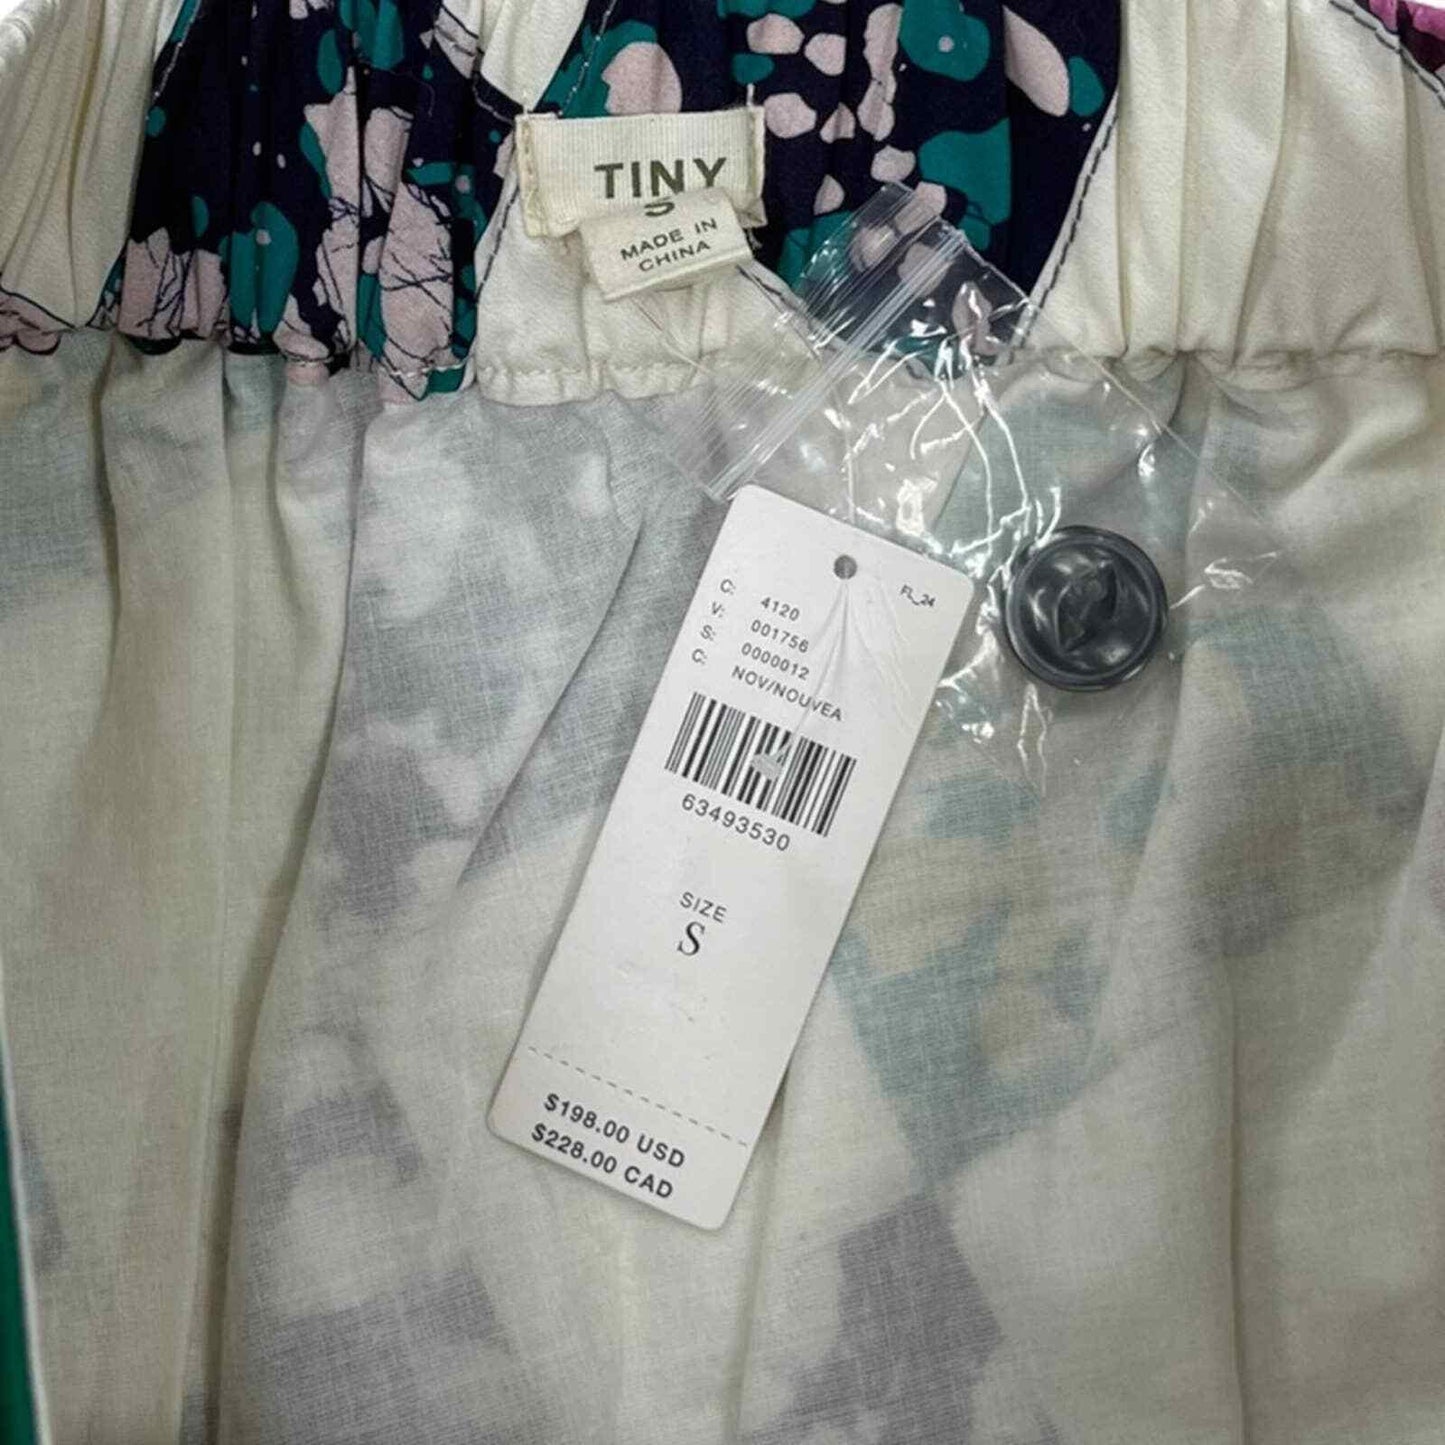 TINY
S
MADE IN
CHINA
FL_24
C: 4120
V: 001756
S: 0000012
C: NOV/NOUVEA
63493530
SIZE
S
$198.00 USD
$228.00 CAD